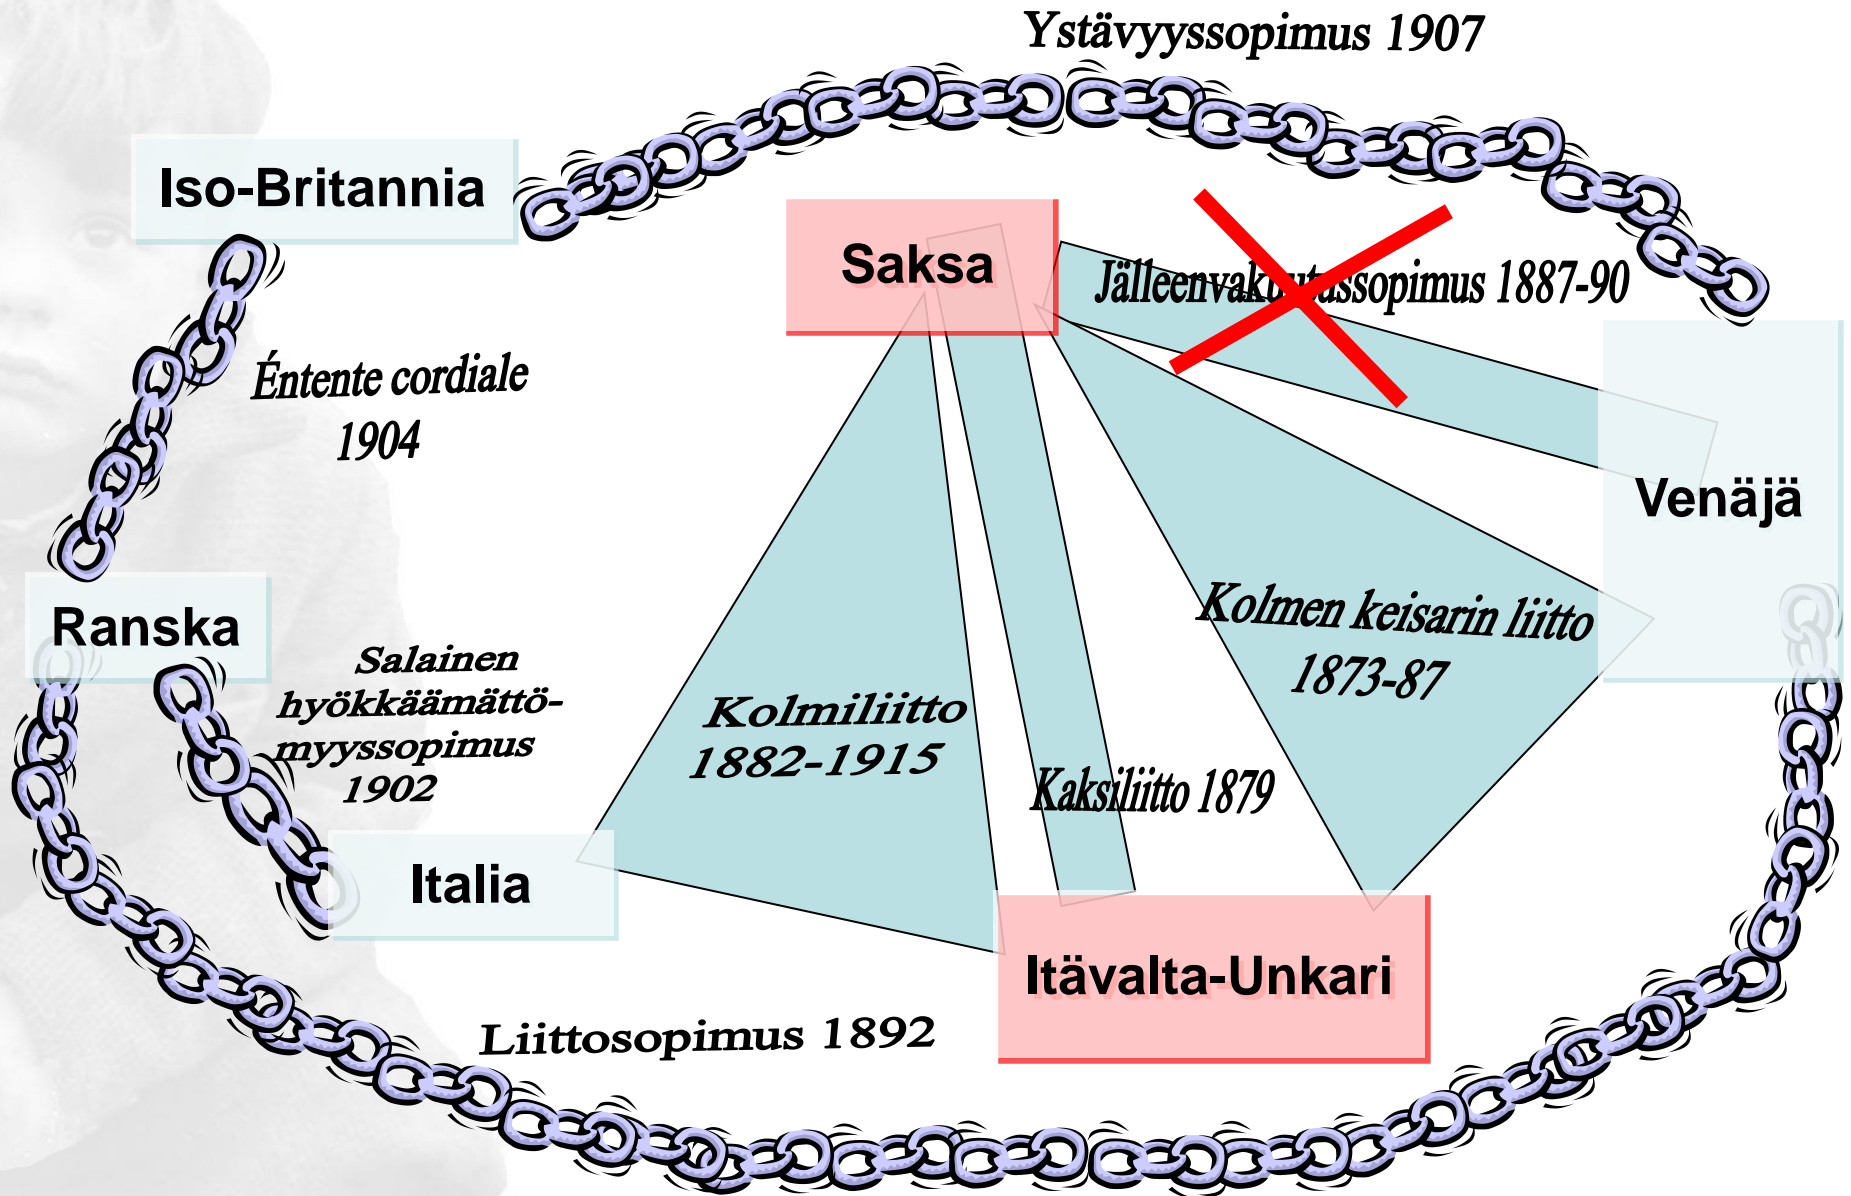 Ystävyyssopimus 1907
Iso-Britannia
Saksa
Jälleenvakuutussopimus 1887-90
Éntente cordiale
1904
Venäjä
Ranska
Salainen
hyökkäämättö-
myyssopimus
1902
Kolmen keisarin liitto
1873-87
Kolmiliitto
1882-1915
Kaksiliitto 1879
Italia
Itävalta-Unkari
Liittosopimus 1892